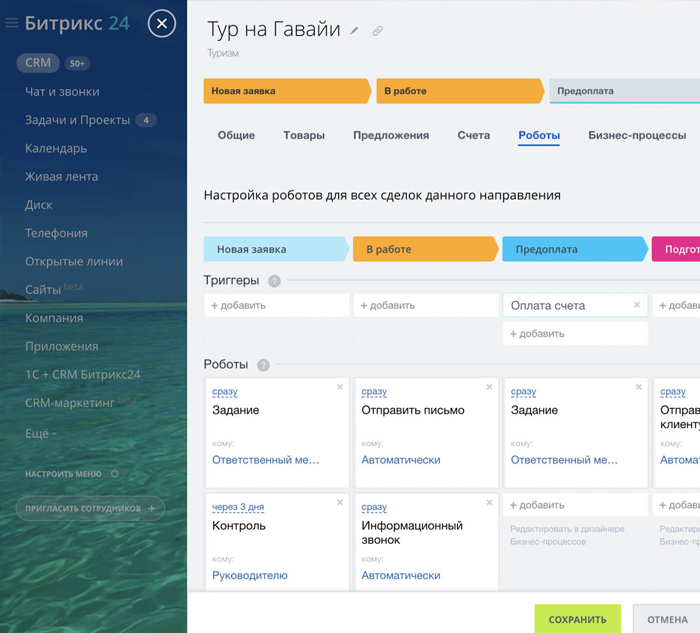 Битрикс 24
CRM 50+
Чат и звонки
Задачи и Проекты 4
Календарь
Живая лента
Диск
Телефония
Открытые линии
Сайты beta
Компания
Приложения
1С + CRM Битрикс24
CRM-маркетинг beta
Ещё -
НАСТРОИТЬ МЕНЮ
ПРИГЛАСИТЬ СОТРУДНИКОВ +
Тур на Гавайи
Туризм
Новая заявка В работе Предоплата
Общие Товары Предложения Счета Роботы Бизнес-процессы
Настройка роботов для всех сделок данного направления
Новая заявка В работе Предоплата Подгот
Триггеры ?
+ добавить + добавить Оплата счета × + доба
+ добавить
Роботы ?
сразу × сразу × сразу × сразу
Задание Отправить письмо Задание Отправ
клиенту
кому: кому: кому: кому:
Ответственный ме... Автоматически Ответственный ме... Автома
через 3 дня × сразу × + добавить + доба
Контроль Информационный
звонок
Редактировать в дизайнере Редактир
Бизнес-процессов Бизнес-п
кому: кому:
Руководителю Автоматически
СОХРАНИТЬ ОТМЕНА